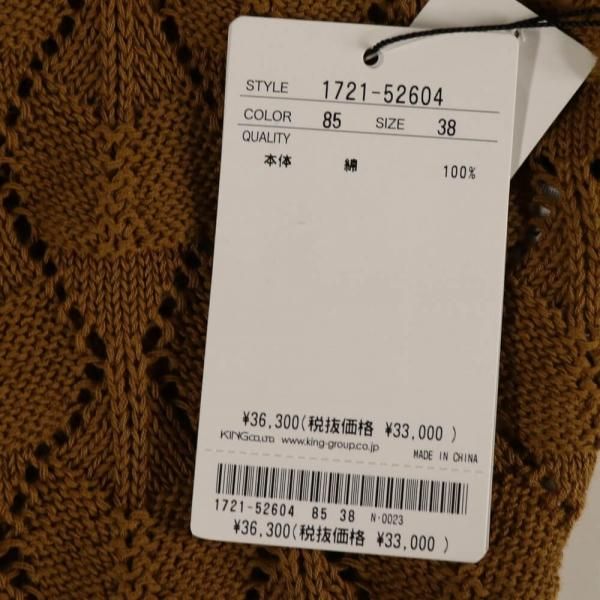 STYLE 1721-52604
COLOR 85 SIZE 38
QUALITY
本体 綿 100%
¥36,300(税抜価格 ¥33,000 )
KINGCO.,LTD. www.king-group.co.jp
MADE IN CHINA
1721-52604 85 38 N-0023
¥36,300(税抜価格 ¥33,000 )